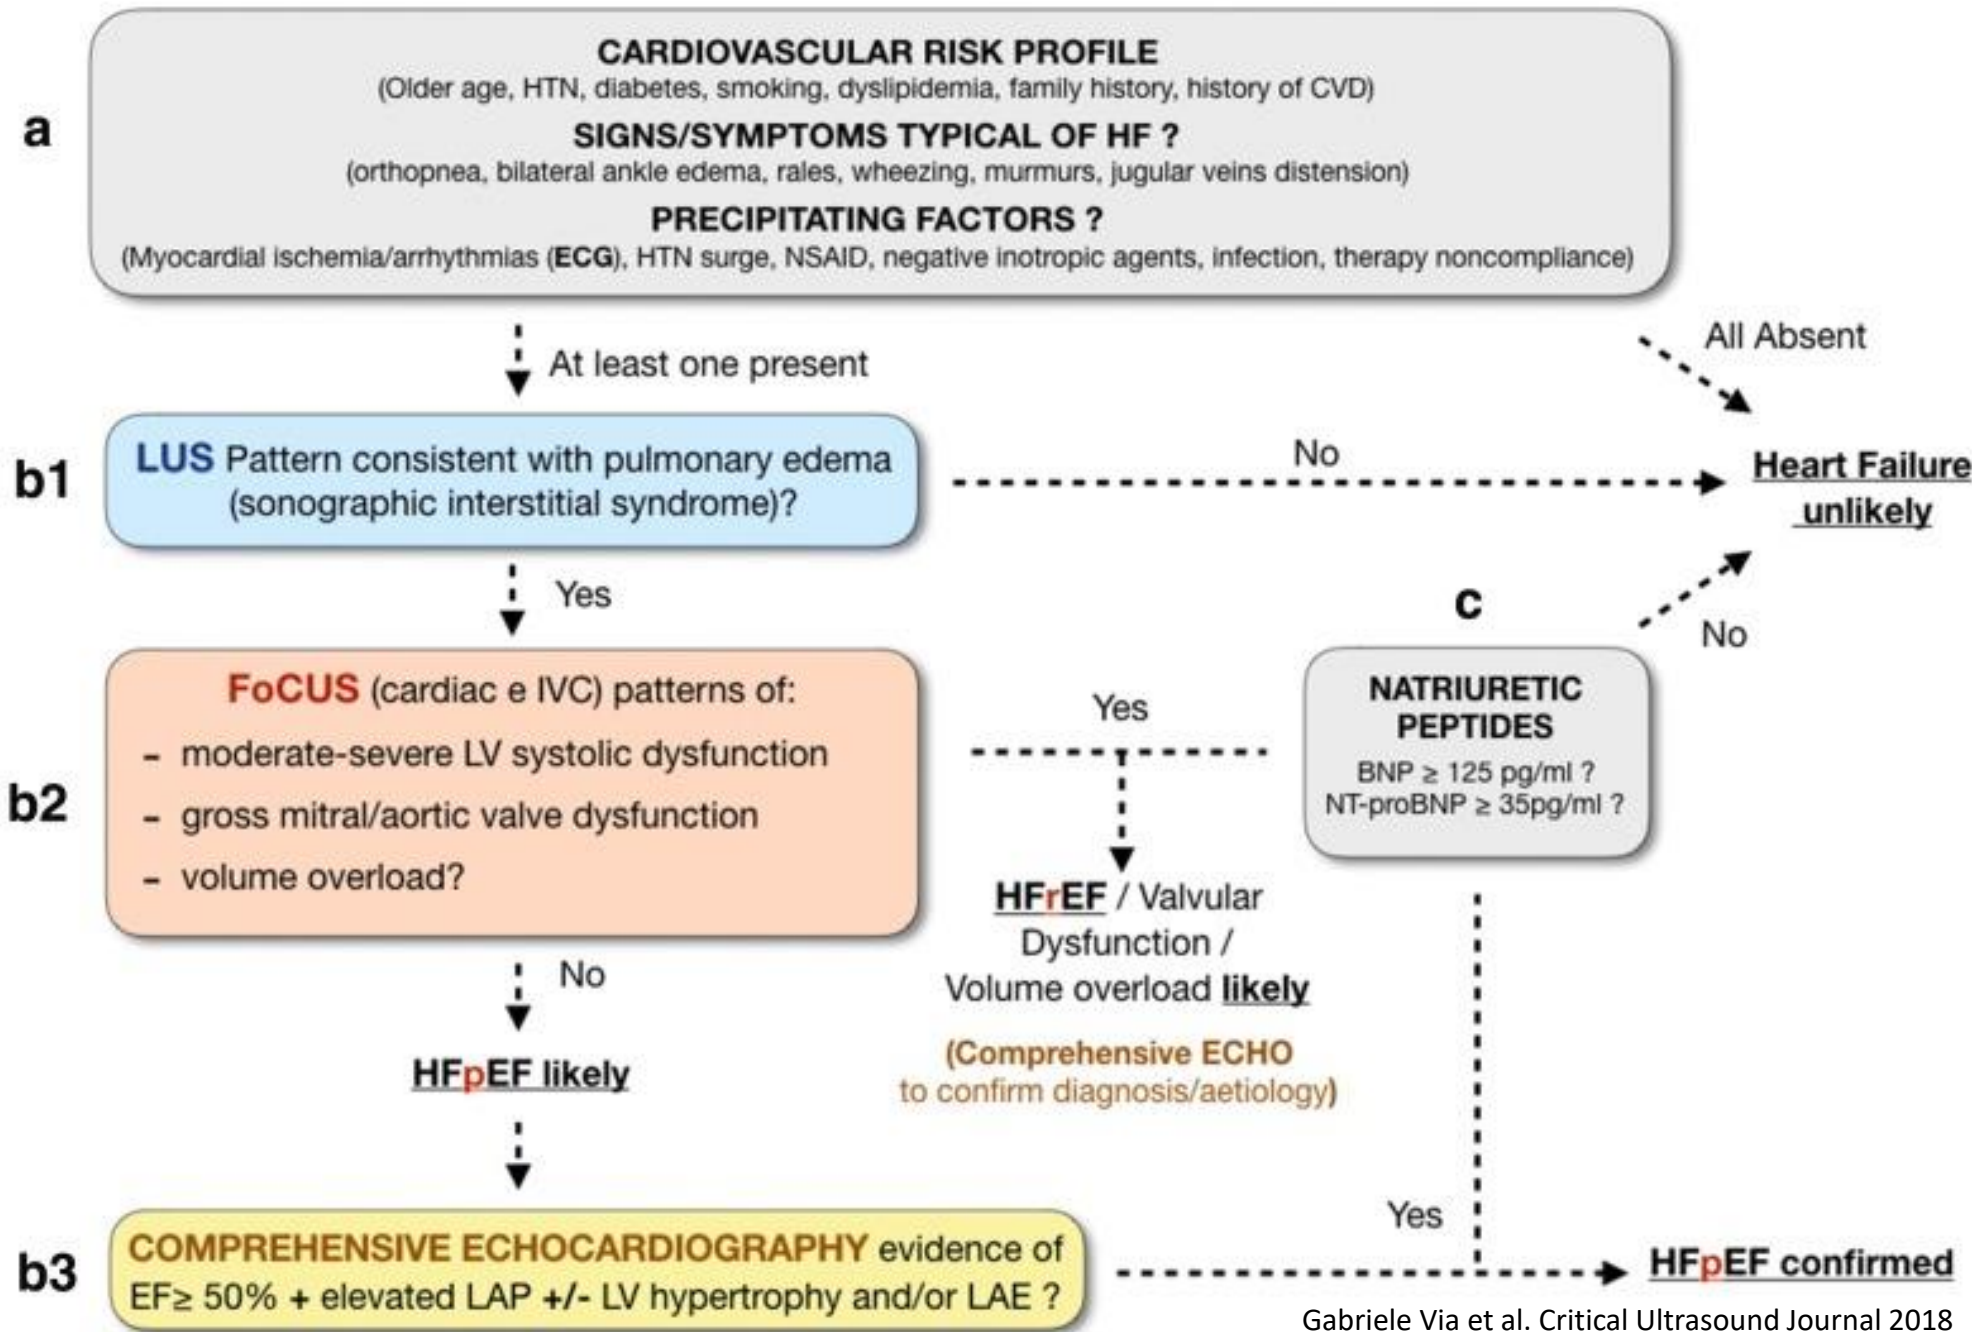 a
CARDIOVASCULAR RISK PROFILE
(Older age, HTN, diabetes, smoking, dyslipidemia, family history, history of CVD)
SIGNS/SYMPTOMS TYPICAL OF HF ?
(orthopnea, bilateral ankle edema, rales, wheezing, murmurs, jugular veins distension)
PRECIPITATING FACTORS ?
(Myocardial ischemia/arrhythmias (ECG), HTN surge, NSAID, negative inotropic agents, infection, therapy noncompliance)
At least one present
All Absent
b1
LUS Pattern consistent with pulmonary edema
(sonographic interstitial syndrome)?
No
Heart Failure
unlikely
Yes
b2
FoCUS (cardiac e IVC) patterns of:
- moderate-severe LV systolic dysfunction
- gross mitral/aortic valve dysfunction
- volume overload?
Yes
c
NATRIURETIC
PEPTIDES
BNP ≥ 125 pg/ml ?
NT-proBNP ≥ 35pg/ml ?
No
HFrEF / Valvular
Dysfunction /
Volume overload likely
(Comprehensive ECHO
to confirm diagnosis/aetiology)
No
HFpEF likely
b3
COMPREHENSIVE ECHOCARDIOGRAPHY evidence of
EF≥ 50% + elevated LAP +/- LV hypertrophy and/or LAE ?
Yes
HFpEF confirmed
Gabriele Via et al. Critical Ultrasound Journal 2018